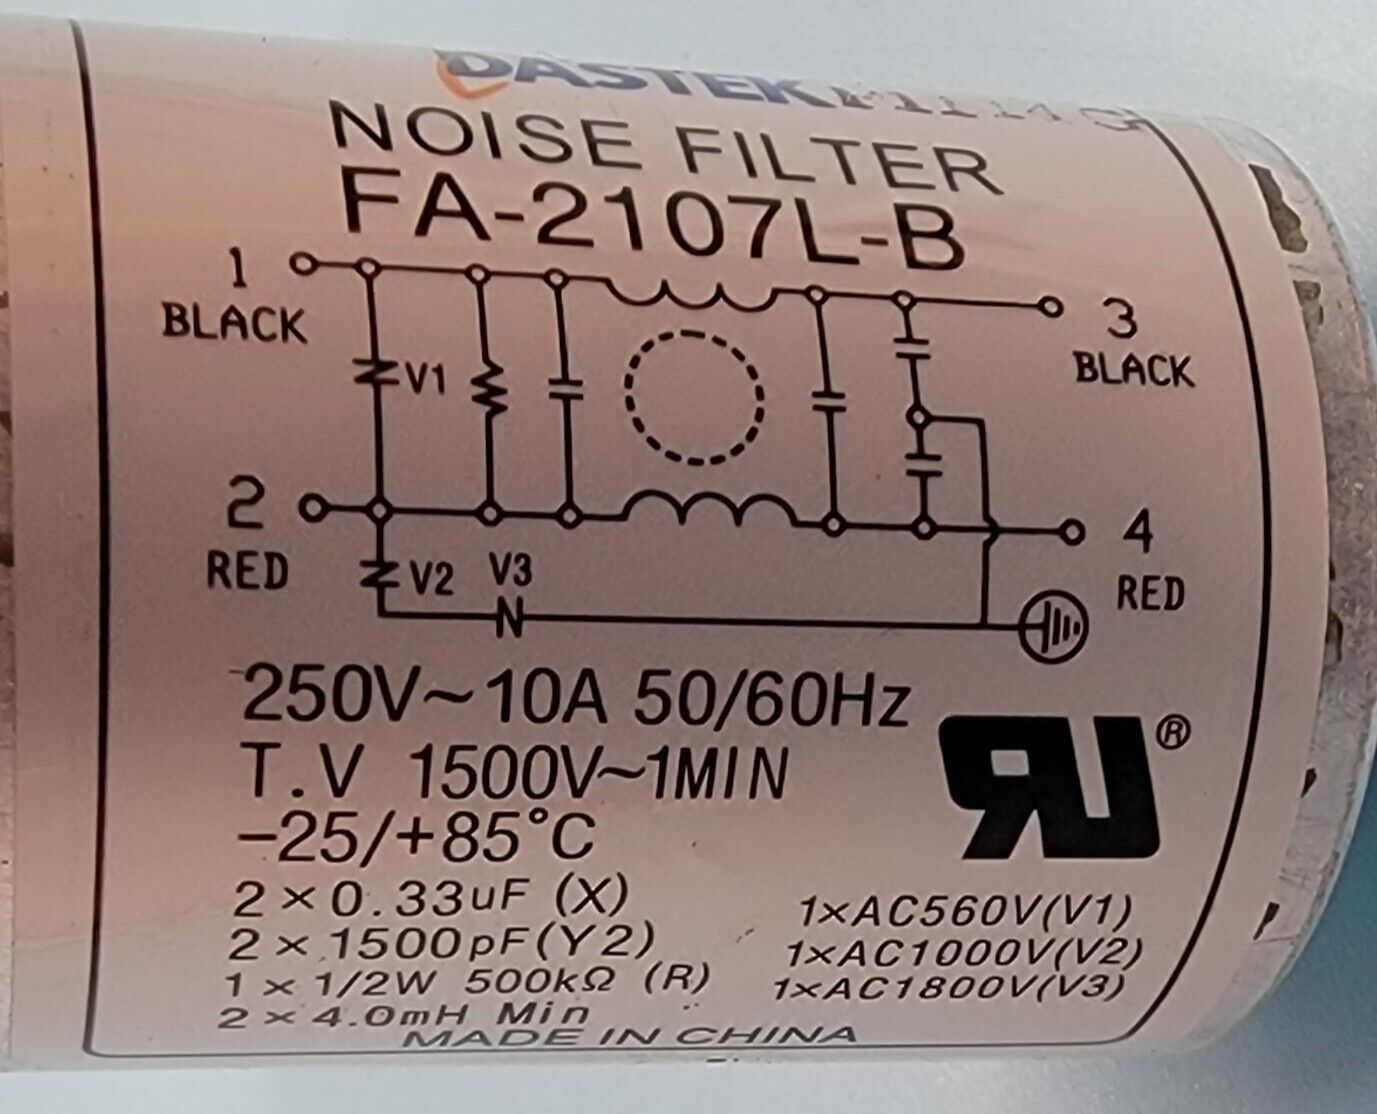 DASTEK
NOISE FILTER
FA-2107L-B
1 3
BLACK BLACK
V1
2 4
RED RED
V2 V3
250V~10A 50/60Hz
T.V 1500V~1MIN
-25/+85°C
2×0.33uF (X)
2×1500pF(Y2)
1×1/2W 500kΩ (R)
2×4.0mH Min
1×AC560V(V1)
1×AC1000V(V2)
1×AC1800V(V3)
UR ®
MADE IN CHINA